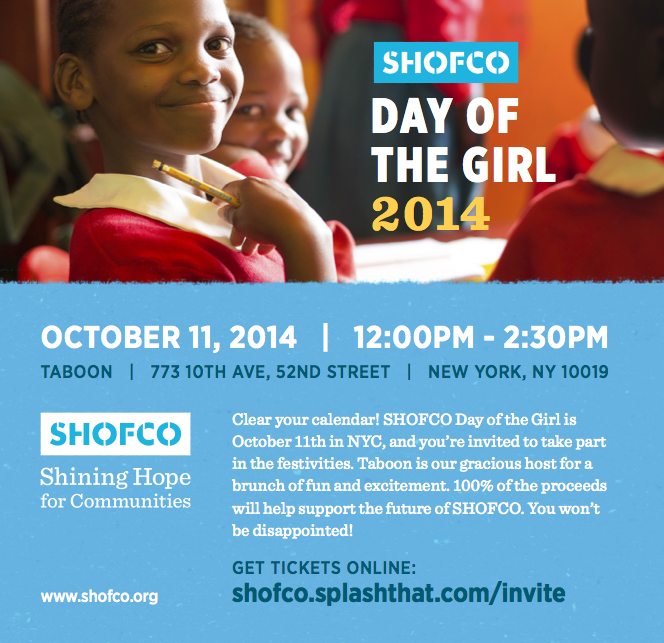 SHOFCO
DAY OF
THE GIRL
2014
OCTOBER 11, 2014 | 12:00PM - 2:30PM
TABOON | 773 10TH AVE, 52ND STREET | NEW YORK, NY 10019
SHOFCO
Shining Hope
for Communities
www.shofco.org
Clear your calendar! SHOFCO Day of the Girl is
October 11th in NYC, and you're invited to take part
in the festivities. Taboon is our gracious host for a
brunch of fun and excitement. 100% of the proceeds
will help support the future of SHOFCO. You won't
be disappointed!
GET TICKETS ONLINE:
shofco.splashthat.com/invite